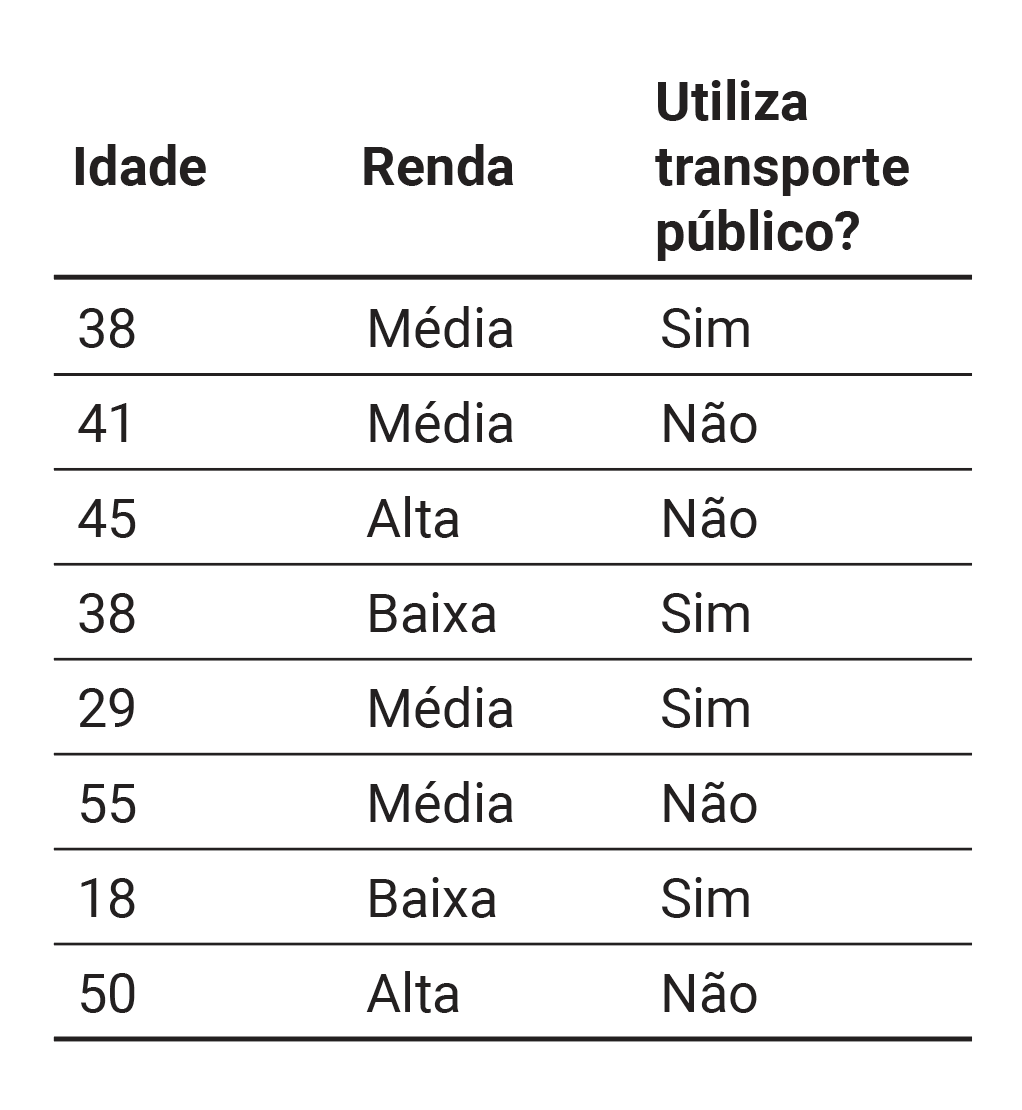 Idade Renda Utiliza transporte público?
38 Média Sim
41 Média Não
45 Alta Não
38 Baixa Sim
29 Média Sim
55 Média Não
18 Baixa Sim
50 Alta Não